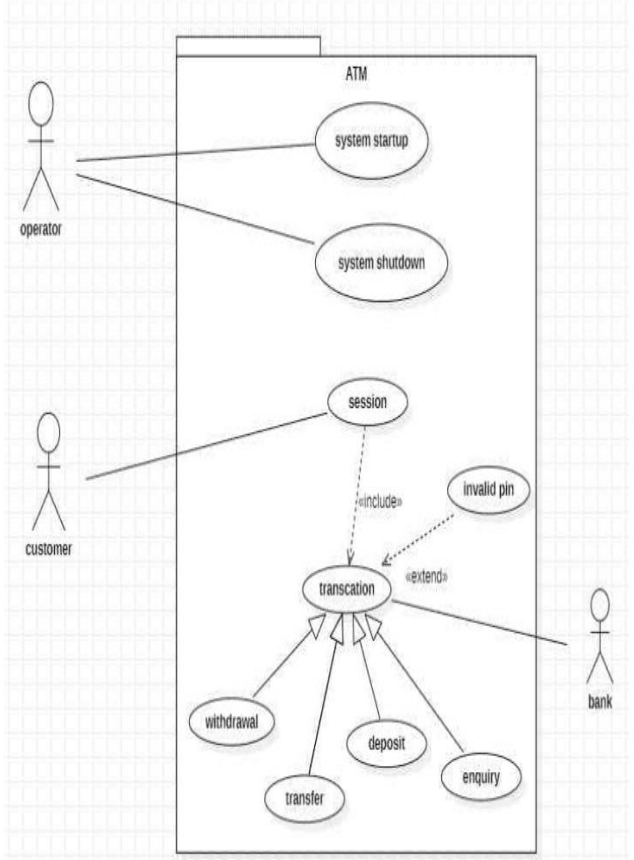 ATM
system startup
operator
system shutdown
session
invalid pin
«include»
customer
«extend»
transcation
bank
withdrawal
deposit
enquiry
transfer